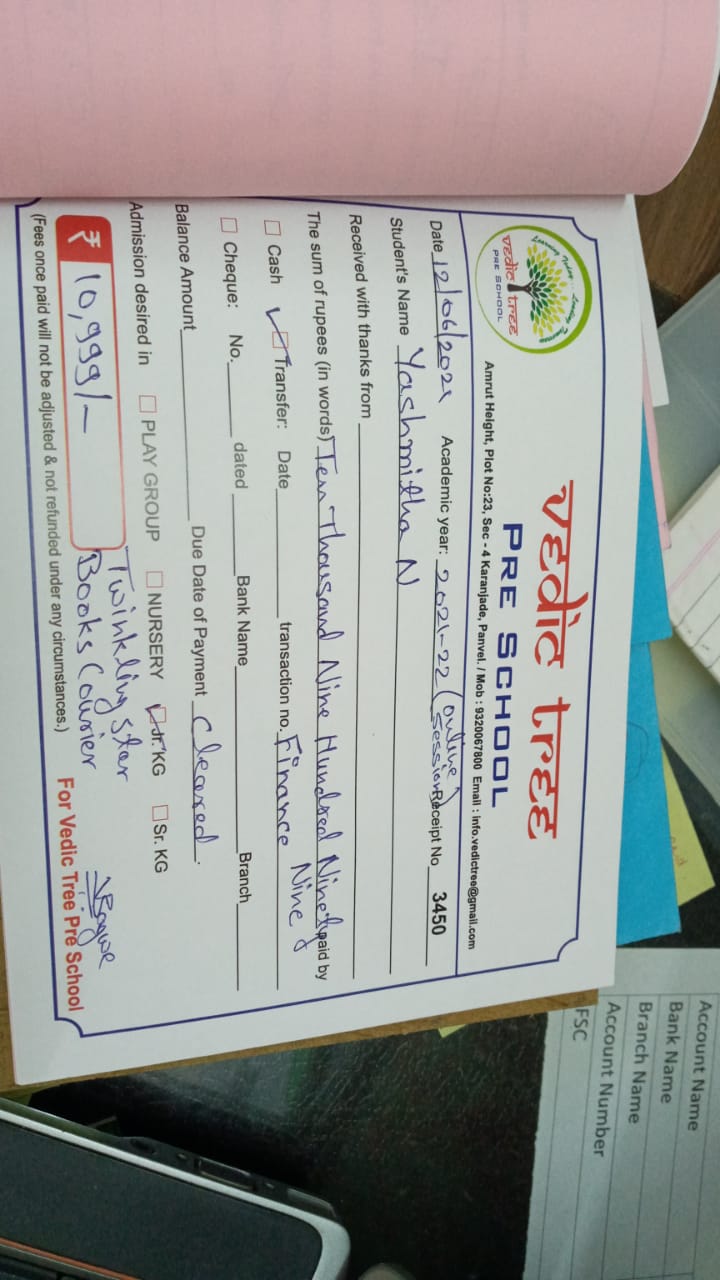 Learning Today... Leading Tomorrow
vedic tree
PRE SCHOOL
vedic tree
PRE SCHOOL
Amrut Height, Plot No:23, Sec - 4 Karanjade, Panvel. / Mob : 9320067800 Email : info.vedictree@gmail.com
Date 12/06/2021 Academic year: 2021-22 (online session) Receipt No 3450
Student's Name Yashmitha N
Received with thanks from
The sum of rupees (in words) Ten Thousand Nine Hundred Ninety Nine paid by
Cash Transfer: Date transaction no. Finance
Cheque: No. dated Bank Name Branch
Balance Amount Due Date of Payment Cleared.
Admission desired in PLAY GROUP NURSERY Jr. KG Sr. KG
₹ 10,999/- Twinkling Star
Books Courier
(Fees once paid will not be adjusted & not refunded under any circumstances.)
For Vedic Tree Pre School
Account Name
Bank Name
Branch Name
Account Number
FSC